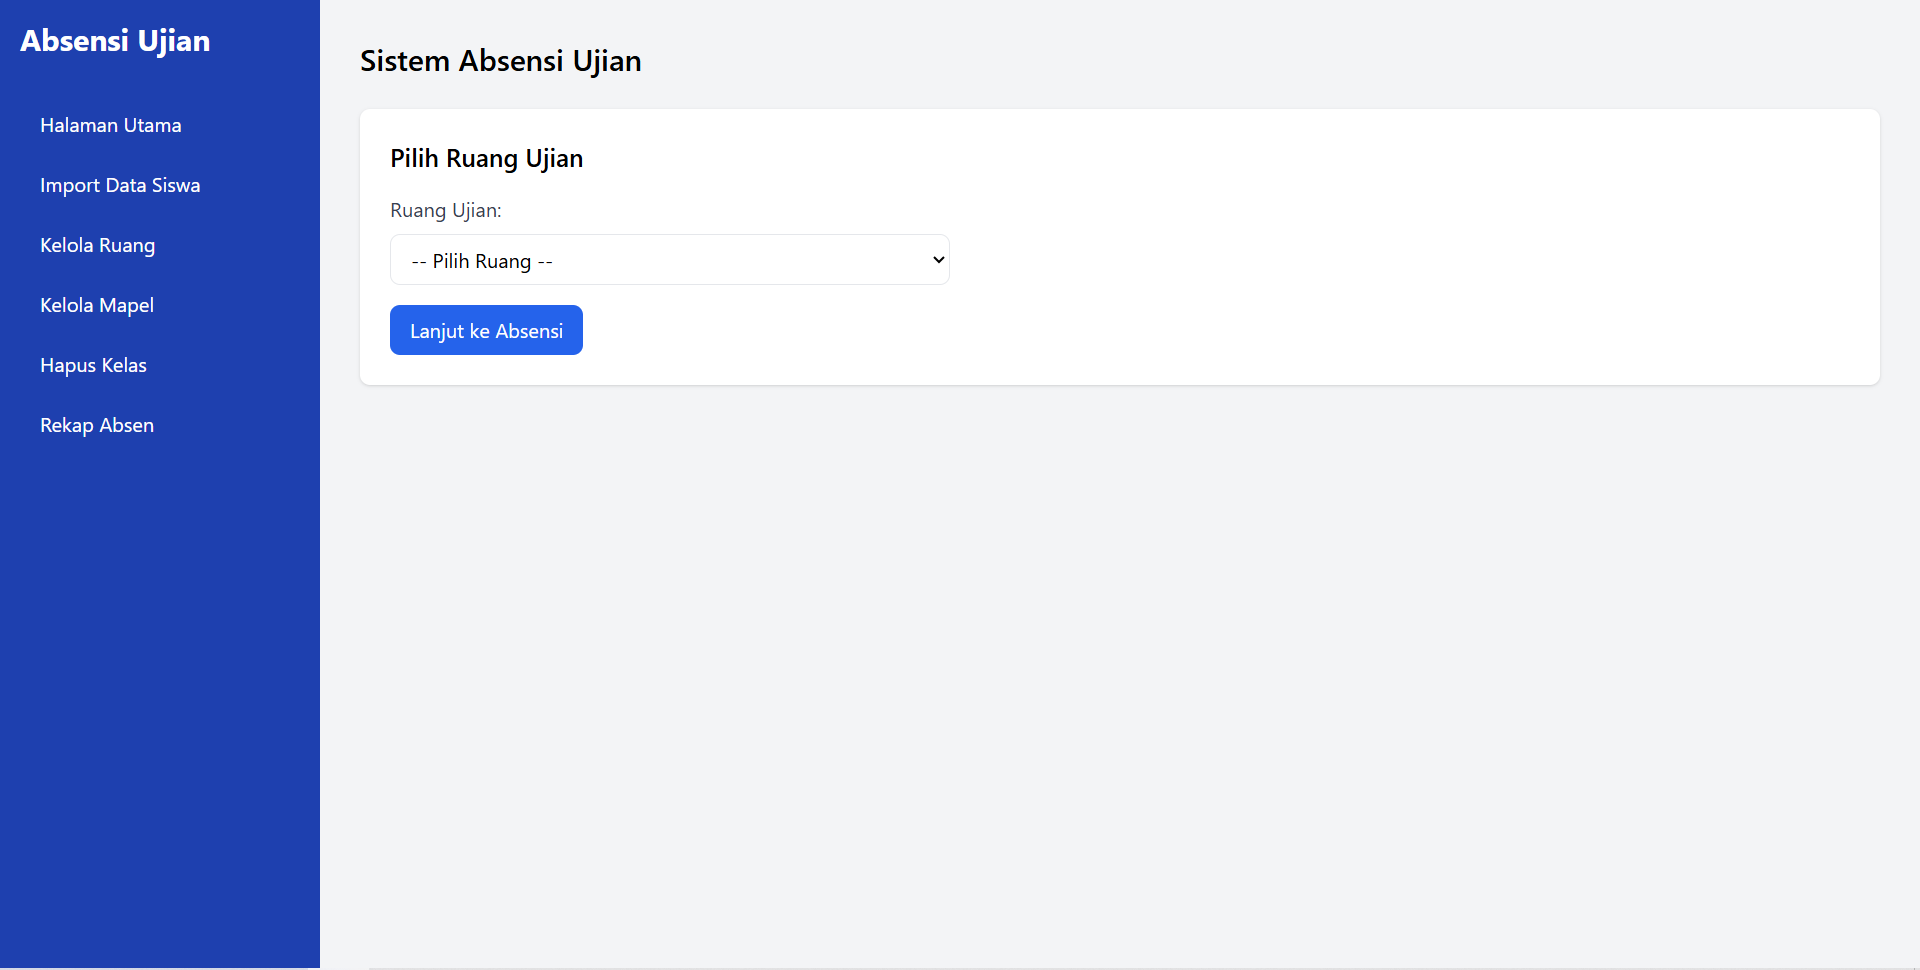 Absensi Ujian
Halaman Utama
Import Data Siswa
Kelola Ruang
Kelola Mapel
Hapus Kelas
Rekap Absen
Sistem Absensi Ujian
Pilih Ruang Ujian
Ruang Ujian:
-- Pilih Ruang --
Lanjut ke Absensi